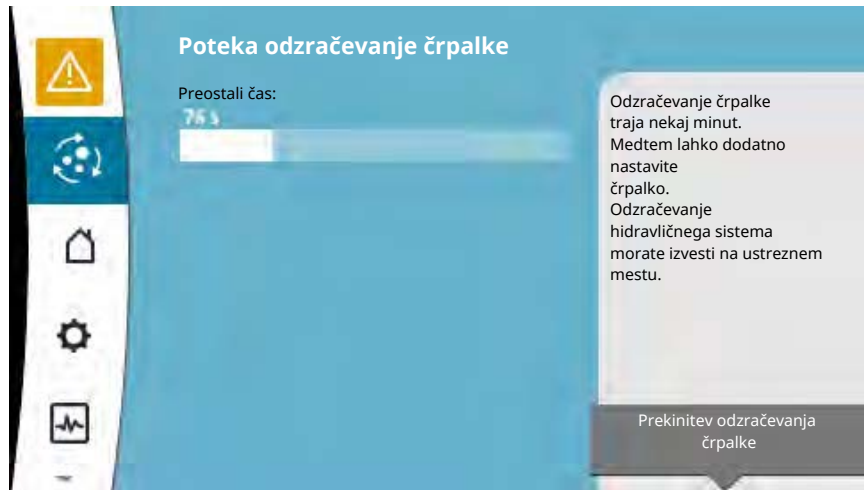 Poteka odzračevanje črpalke
Preostali čas:
76 s
Odzračevanje črpalke
traja nekaj minut.
Medtem lahko dodatno
nastavite
črpalko.
Odzračevanje
hidravličnega sistema
morate izvesti na ustreznem
mestu.
Prekinitev odzračevanja
črpalke